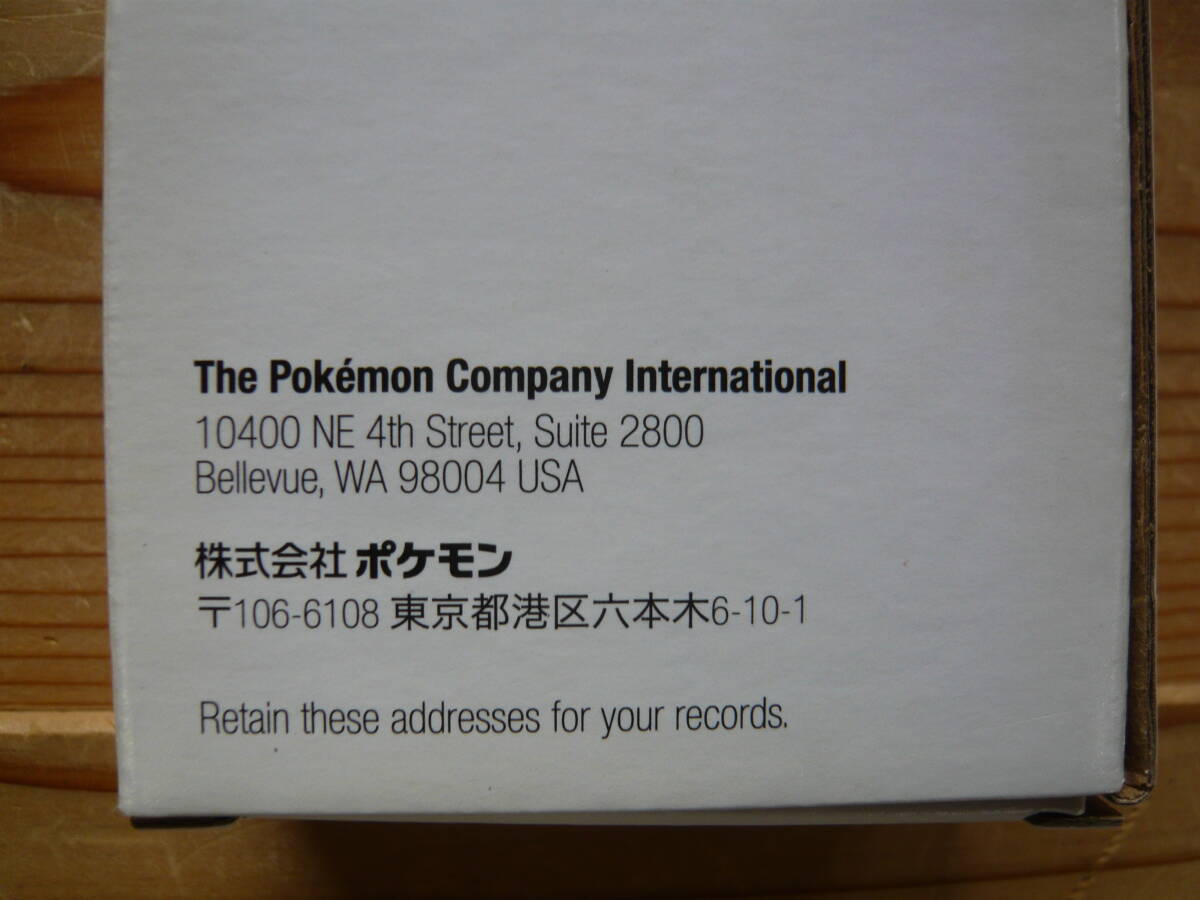 The Pokémon Company International
10400 NE 4th Street, Suite 2800
Bellevue, WA 98004 USA
株式会社 ポケモン
〒106-6108 東京都港区六本木6-10-1
Retain these addresses for your records.